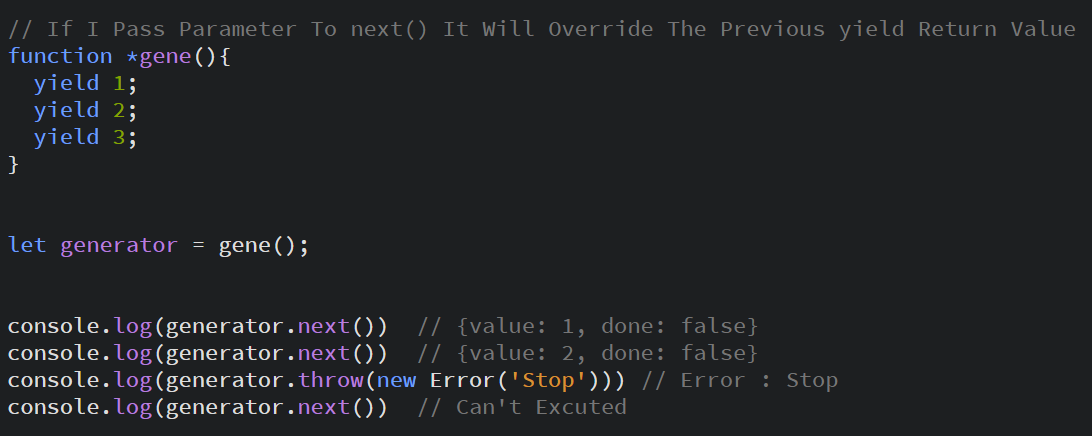 // If I Pass Parameter To next() It Will Override The Previous yield Return Value
function *gene(){
  yield 1;
  yield 2;
  yield 3;
}
let generator = gene();
console.log(generator.next())  // {value: 1, done: false}
console.log(generator.next())  // {value: 2, done: false}
console.log(generator.throw(new Error('Stop'))) // Error : Stop
console.log(generator.next())  // Can't Excuted